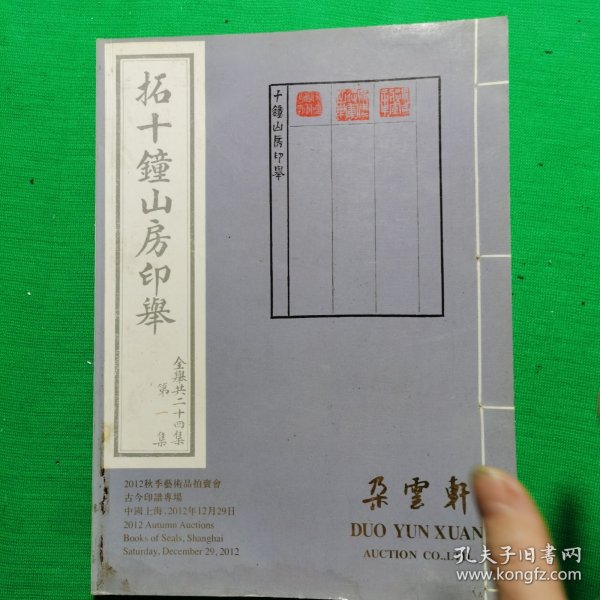 拓十鐘山房印舉
全舉共二十四集
第一集
十鐘山房印舉
2012秋季藝術品拍賣會
古今印譜專場
中國上海,2012年12月29日
2012 Autumn Auctions
Books of Seals, Shanghai
Saturday, December 29, 2012
朵雲軒
DUO YUN XUAN
AUCTION CO.,L
孔夫子旧书网
www.kongfz.com